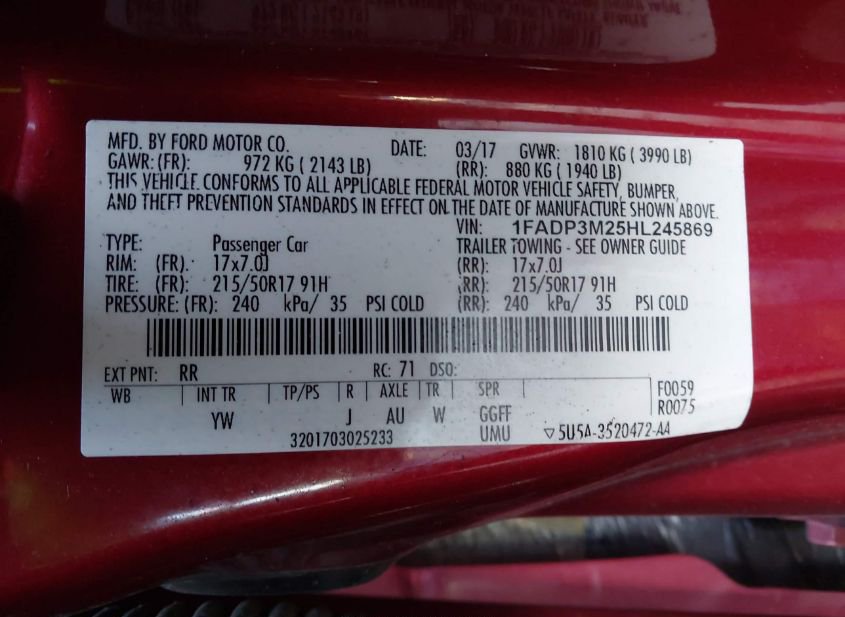 MFD. BY FORD MOTOR CO. DATE: 03/17 GVWR: 1810 KG ( 3990 LB)
GAWR: (FR): 972 KG ( 2143 LB) (RR): 880 KG ( 1940 LB)
THIS VEHICLE CONFORMS TO ALL APPLICABLE FEDERAL MOTOR VEHICLE SAFETY, BUMPER,
AND THEFT PREVENTION STANDARDS IN EFFECT ON THE DATE OF MANUFACTURE SHOWN ABOVE.
VIN: 1FADP3M25HL245869
TYPE: Passenger Car TRAILER TOWING - SEE OWNER GUIDE
RIM: (FR): 17x7.0J (RR): 17x7.0J
TIRE: (FR): 215/50R17 91H (RR): 215/50R17 91H
PRESSURE: (FR): 240 kPa/ 35 PSI COLD (RR): 240 kPa/ 35 PSI COLD
EXT PNT: RR RC: 71 DSO:
WB INT TR TP/PS R AXLE TR SPR F0059
YW J AU W GGFF R0075
3201703025233 UMU ▽5U5A-3520472-AA